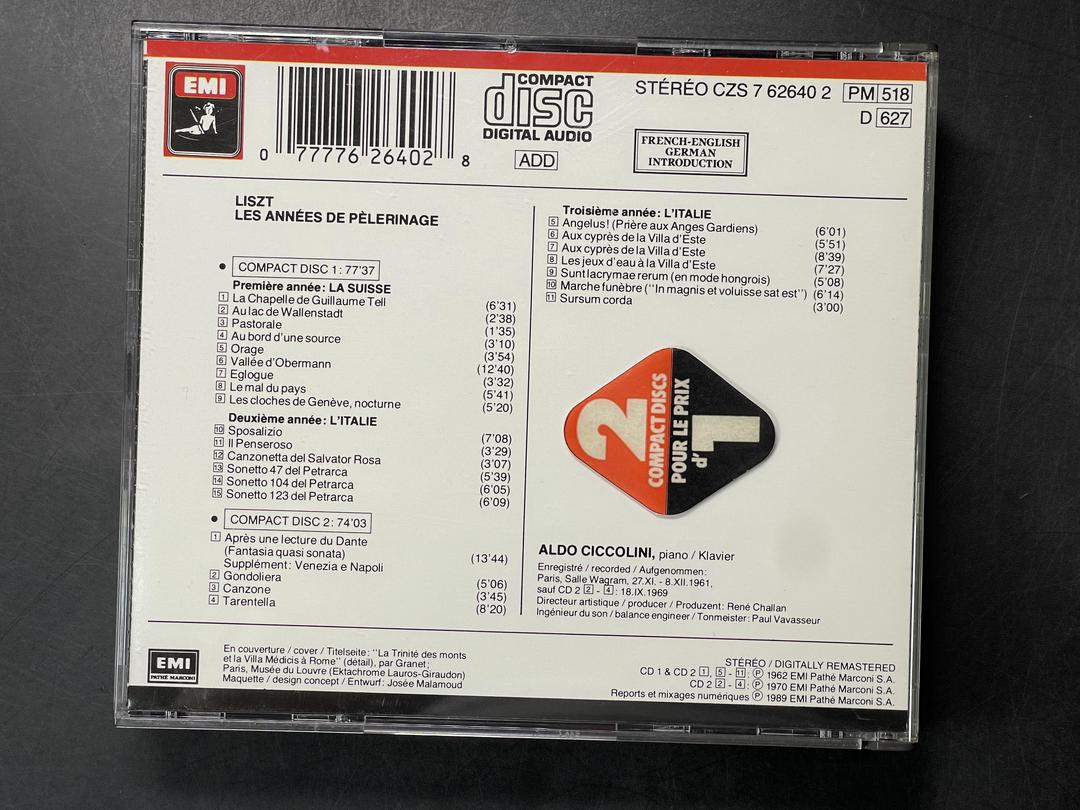 EMI
0 77776 26402 8
COMPACT
disc
DIGITAL AUDIO
ADD
STÉRÉO CZS 7 62640 2 PM 518
D 627
FRENCH-ENGLISH
GERMAN
INTRODUCTION
LISZT
LES ANNÉES DE PÈLERINAGE
• COMPACT DISC 1: 77'37
Première année: LA SUISSE
1 La Chapelle de Guillaume Tell (6'31)
2 Au lac de Wallenstadt (2'38)
3 Pastorale (1'35)
4 Au bord d'une source (3'10)
5 Orage (3'54)
6 Vallée d'Obermann (12'40)
7 Eglogue (3'32)
8 Le mal du pays (5'41)
9 Les cloches de Genève, nocturne (5'20)
Deuxième année: L'ITALIE
10 Sposalizio (7'08)
11 Il Penseroso (3'29)
12 Canzonetta del Salvator Rosa (3'07)
13 Sonetto 47 del Petrarca (5'39)
14 Sonetto 104 del Petrarca (6'05)
15 Sonetto 123 del Petrarca (6'09)
• COMPACT DISC 2: 74'03
1 Après une lecture du Dante
(Fantasia quasi sonata) (13'44)
Supplément: Venezia e Napoli
2 Gondoliera (5'06)
3 Canzone (3'45)
4 Tarentella (8'20)
Troisième année: L'ITALIE
5 Angelus! (Prière aux Anges Gardiens) (6'01)
6 Aux cyprès de la Villa d'Este (5'51)
7 Aux cyprès de la Villa d'Este (8'39)
8 Les jeux d'eau à la Villa d'Este (7'27)
9 Sunt lacrymae rerum (en mode hongrois) (5'08)
10 Marche funèbre ("In magnis et voluisse sat est") (6'14)
11 Sursum corda (3'00)
2
COMPACT DISCS
POUR LE PRIX
d'1
ALDO CICCOLINI, piano / Klavier
Enregistré / recorded / Aufgenommen:
Paris, Salle Wagram, 27.XI. - 8.XII.1961,
sauf CD 2 2 - 4: 18.IX.1969
Directeur artistique / producer / Produzent: René Challan
Ingénieur du son / balance engineer / Tonmeister: Paul Vavasseur
EMI
PATHÉ MARCONI
En couverture / cover / Titelseite: "La Trinité des monts
et la Villa Médicis à Rome" (détail), par Granet;
Paris, Musée du Louvre (Ektachrome Lauros-Giraudon)
Maquette / design concept / Entwurf: Josée Malamoud
STÉRÉO / DIGITALLY REMASTERED
CD 1 & CD 2 1, 5 - 11: ℗ 1962 EMI Pathé Marconi S.A.
CD 2 2 - 4: ℗ 1970 EMI Pathé Marconi S.A.
Reports et mixages numériques ℗ 1989 EMI Pathé Marconi S.A.